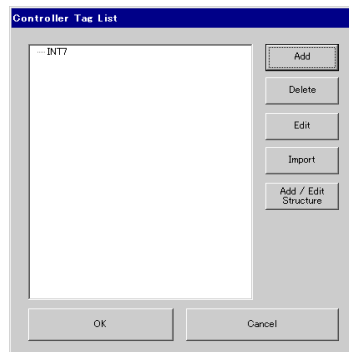 Controller Tag List
INT7
Add
Delete
Edit
Import
Add / Edit
Structure
OK
Cancel